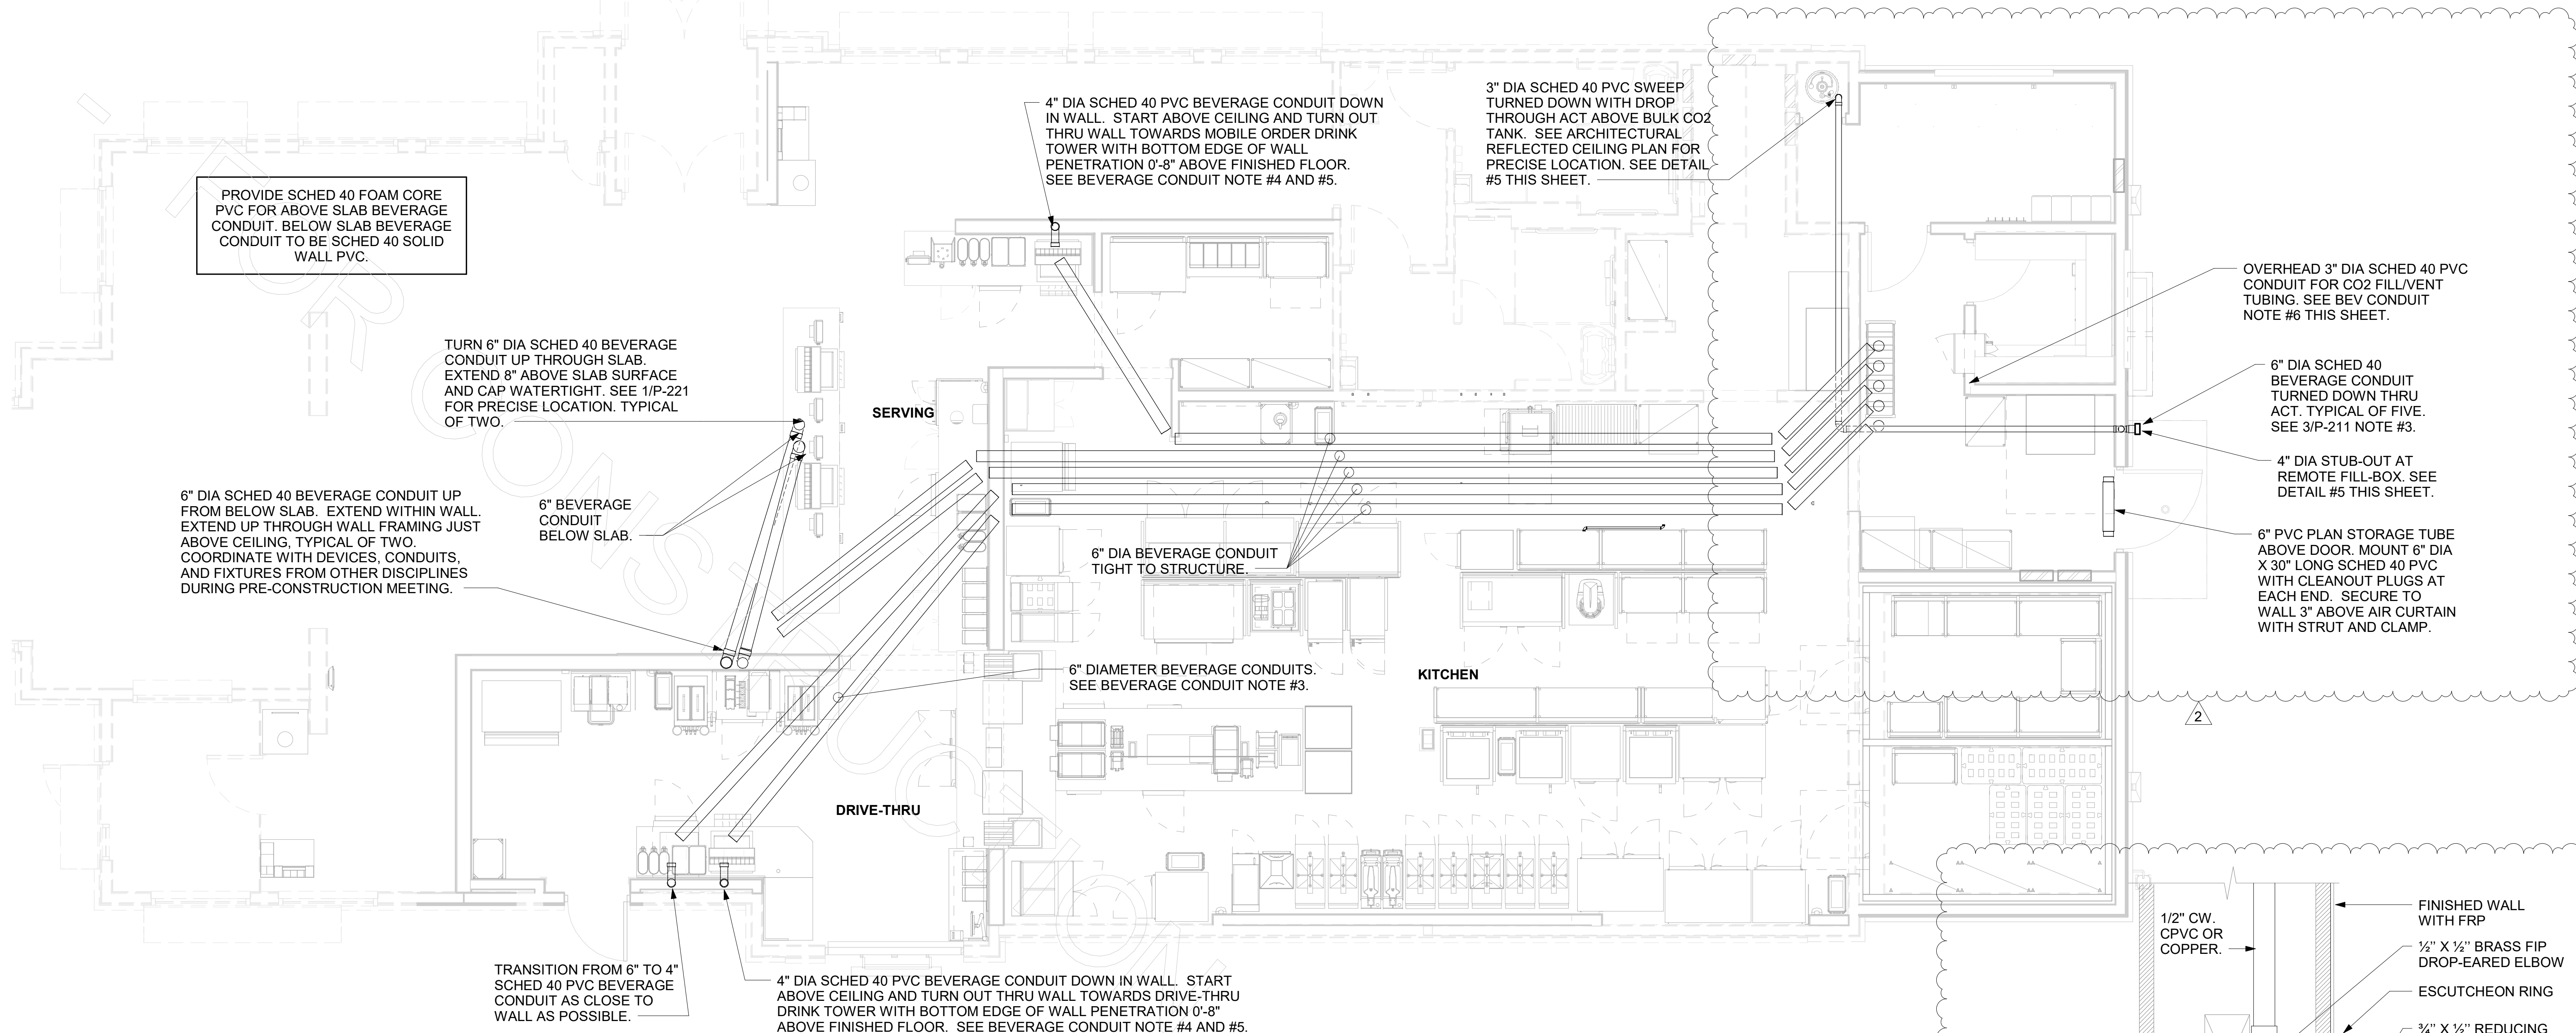 PROVIDE SCHED 40 FOAM CORE
PVC FOR ABOVE SLAB BEVERAGE
CONDUIT. BELOW SLAB BEVERAGE
CONDUIT TO BE SCHED 40 SOLID
WALL PVC.
4" DIA SCHED 40 PVC BEVERAGE CONDUIT DOWN
IN WALL. START ABOVE CEILING AND TURN OUT
THRU WALL TOWARDS MOBILE ORDER DRINK
TOWER WITH BOTTOM EDGE OF WALL
PENETRATION 0'-8" ABOVE FINISHED FLOOR.
SEE BEVERAGE CONDUIT NOTE #4 AND #5.
3" DIA SCHED 40 PVC SWEEP
TURNED DOWN WITH DROP
THROUGH ACT ABOVE BULK CO2
TANK. SEE ARCHITECTURAL
REFLECTED CEILING PLAN FOR
PRECISE LOCATION. SEE DETAIL
#5 THIS SHEET.
OVERHEAD 3" DIA SCHED 40 PVC
CONDUIT FOR CO2 FILL/VENT
TUBING. SEE BEV CONDUIT
NOTE #6 THIS SHEET.
TURN 6" DIA SCHED 40 BEVERAGE
CONDUIT UP THROUGH SLAB.
EXTEND 8" ABOVE SLAB SURFACE
AND CAP WATERTIGHT. SEE 1/P-221
FOR PRECISE LOCATION. TYPICAL
OF TWO.
SERVING
6" DIA SCHED 40
BEVERAGE CONDUIT
TURNED DOWN THRU
ACT. TYPICAL OF FIVE.
SEE 3/P-211 NOTE #3.
4" DIA STUB-OUT AT
REMOTE FILL-BOX. SEE
DETAIL #5 THIS SHEET.
6" DIA SCHED 40 BEVERAGE CONDUIT UP
FROM BELOW SLAB. EXTEND WITHIN WALL.
EXTEND UP THROUGH WALL FRAMING JUST
ABOVE CEILING, TYPICAL OF TWO.
COORDINATE WITH DEVICES, CONDUITS,
AND FIXTURES FROM OTHER DISCIPLINES
DURING PRE-CONSTRUCTION MEETING.
6" BEVERAGE
CONDUIT
BELOW SLAB.
6" DIA BEVERAGE CONDUIT
TIGHT TO STRUCTURE.
6" PVC PLAN STORAGE TUBE
ABOVE DOOR. MOUNT 6" DIA
X 30" LONG SCHED 40 PVC
WITH CLEANOUT PLUGS AT
EACH END. SECURE TO
WALL 3" ABOVE AIR CURTAIN
WITH STRUT AND CLAMP.
6" DIAMETER BEVERAGE CONDUITS.
SEE BEVERAGE CONDUIT NOTE #3.
KITCHEN
2
DRIVE-THRU
TRANSITION FROM 6" TO 4"
SCHED 40 PVC BEVERAGE
CONDUIT AS CLOSE TO
WALL AS POSSIBLE.
4" DIA SCHED 40 PVC BEVERAGE CONDUIT DOWN IN WALL. START
ABOVE CEILING AND TURN OUT THRU WALL TOWARDS DRIVE-THRU
DRINK TOWER WITH BOTTOM EDGE OF WALL PENETRATION 0'-8"
ABOVE FINISHED FLOOR. SEE BEVERAGE CONDUIT NOTE #4 AND #5.
1/2" CW.
CPVC OR
COPPER.
FINISHED WALL
WITH FRP
½'' X ½'' BRASS FIP
DROP-EARED ELBOW
ESCUTCHEON RING
¾'' X ½'' REDUCING
FOR CONSTRUCTION